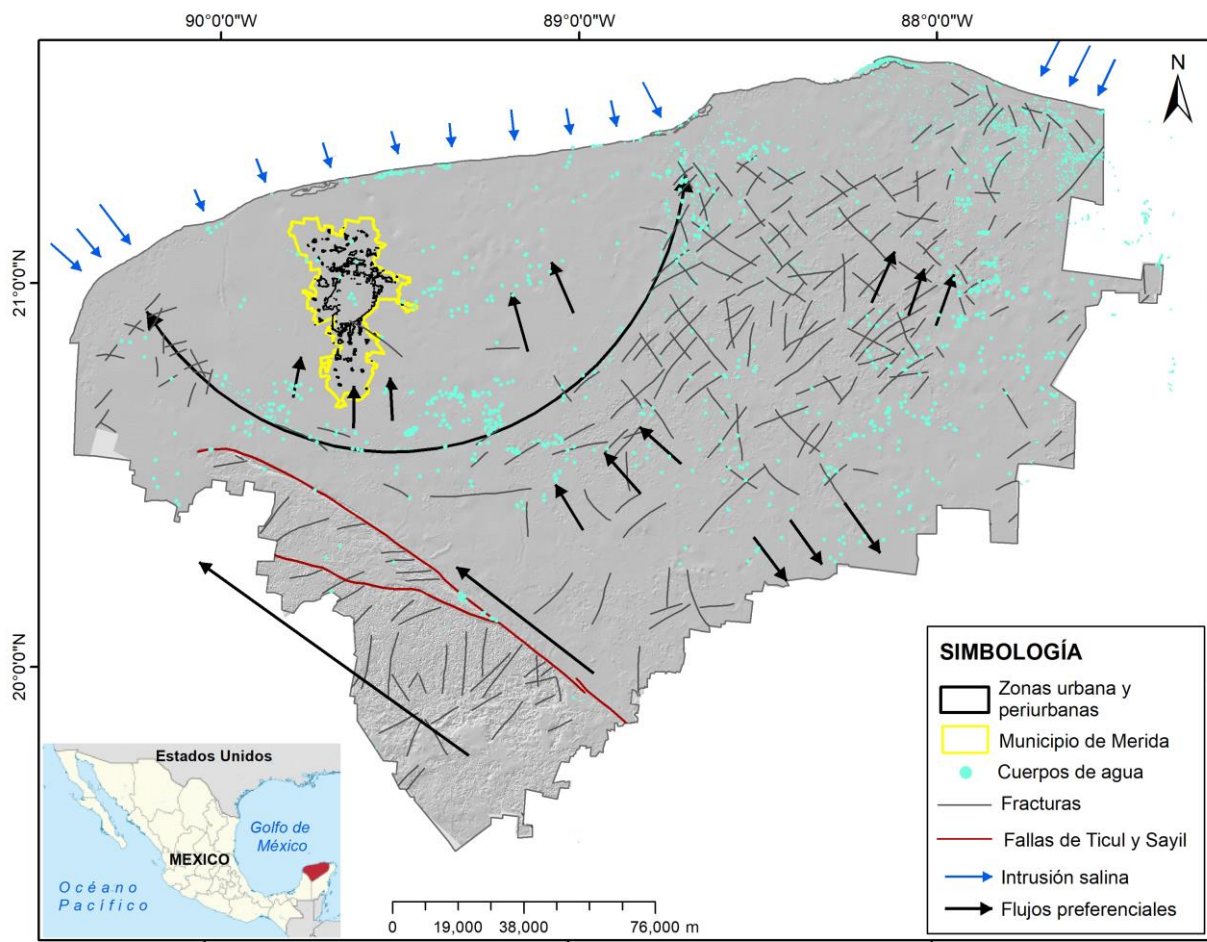 90°0'0"W
89°0'0"W
88°0'0"W
N
21°0'0"N
20°0'0"N
SIMBOLOGÍA
Zonas urbana y
periurbanas
Municipio de Merida
Cuerpos de agua
Fracturas
Fallas de Ticul y Sayil
Intrusión salina
Flujos preferenciales
Estados Unidos
Golfo de
México
MEXICO
Océano
Pacífico
0 19,000 38,000 76,000 m